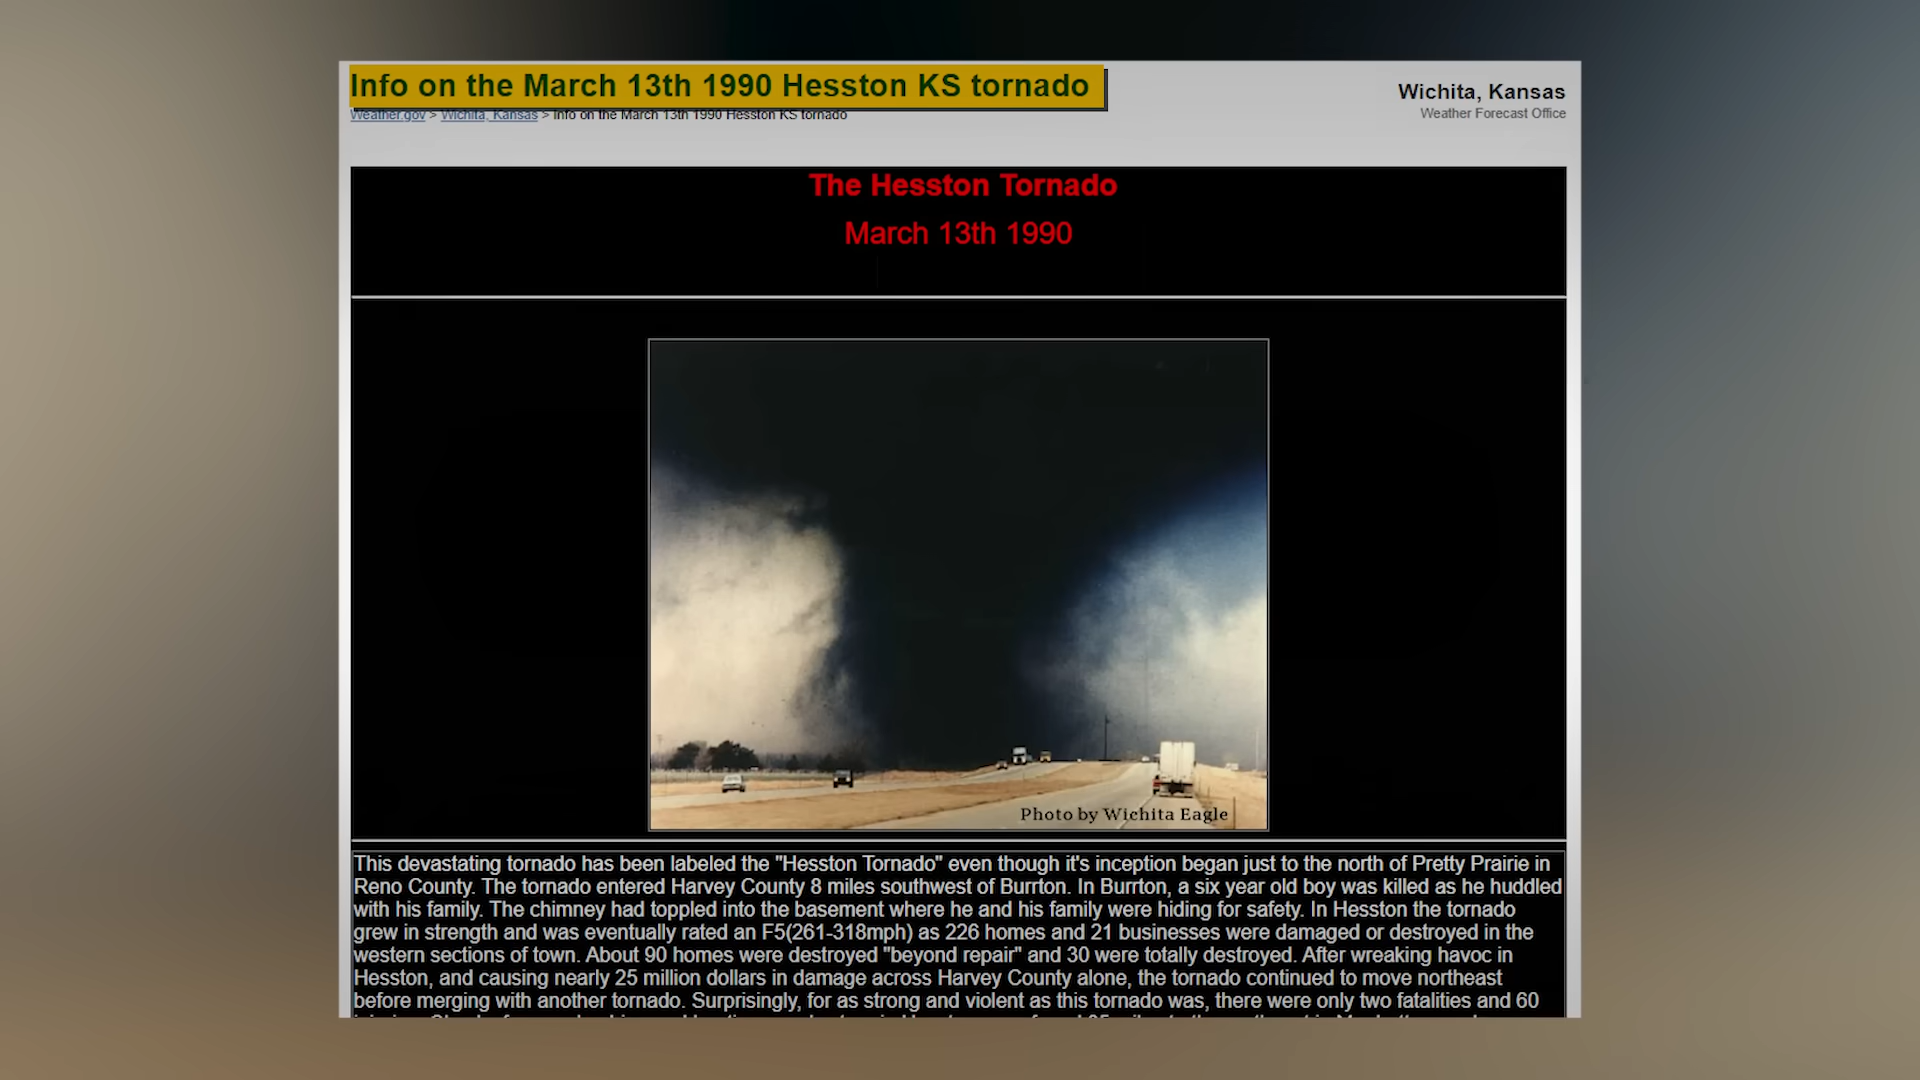 Info on the March 13th 1990 Hesston KS tornado
Wichita, Kansas
Weather.gov > Wichita, Kansas > Info on the March 13th 1990 Hesston KS tornado
Weather Forecast Office
The Hesston Tornado
March 13th 1990
Photo by Wichita Eagle
This devastating tornado has been labeled the "Hesston Tornado" even though it's inception began just to the north of Pretty Prairie in
Reno County. The tornado entered Harvey County 8 miles southwest of Burrton. In Burrton, a six year old boy was killed as he huddled
with his family. The chimney had toppled into the basement where he and his family were hiding for safety. In Hesston the tornado
grew in strength and was eventually rated an F5(261-318mph) as 226 homes and 21 businesses were damaged or destroyed in the
western sections of town. About 90 homes were destroyed "beyond repair" and 30 were totally destroyed. After wreaking havoc in
Hesston, and causing nearly 25 million dollars in damage across Harvey County alone, the tornado continued to move northeast
before merging with another tornado. Surprisingly, for as strong and violent as this tornado was, there were only two fatalities and 60